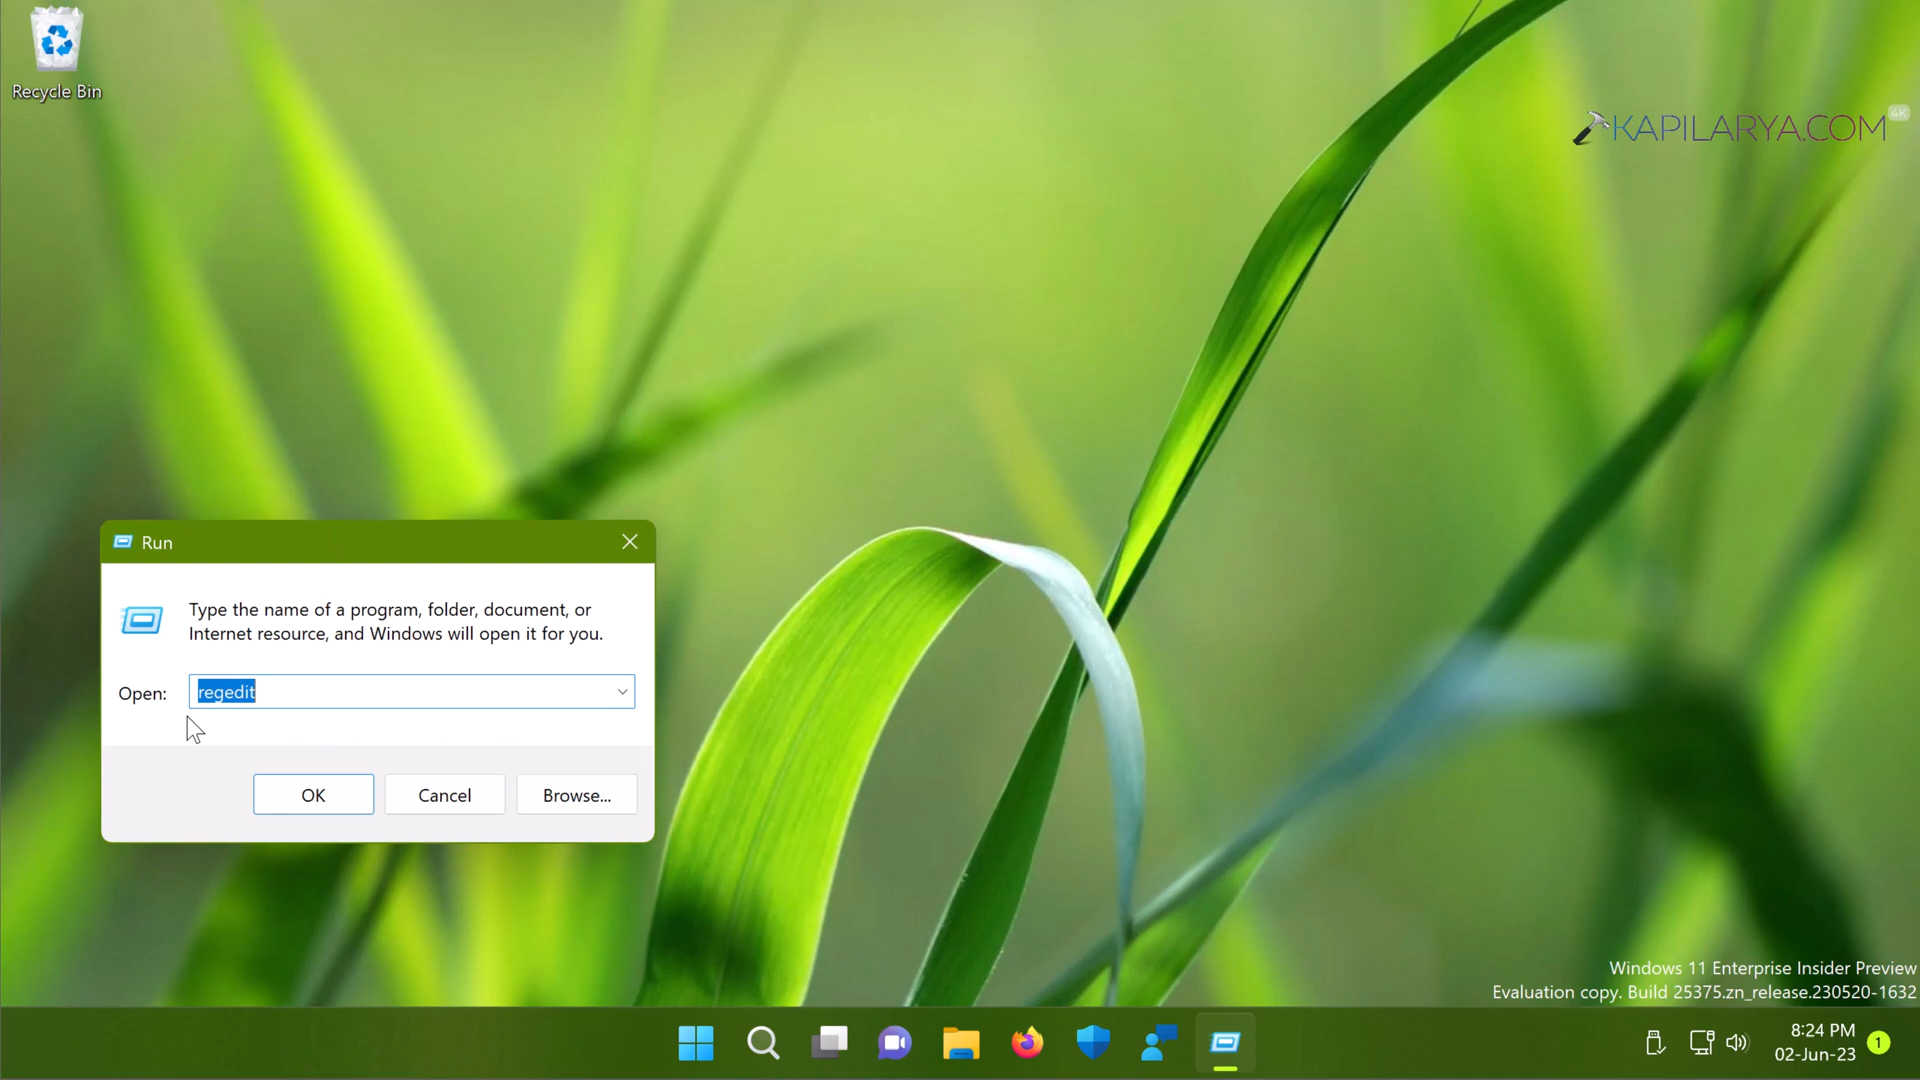 Recycle Bin
KAPILARYA.COM
4K
Run
Type the name of a program, folder, document, or
Internet resource, and Windows will open it for you.
Open:
regedit
OK
Cancel
Browse...
Windows 11 Enterprise Insider Preview
Evaluation copy. Build 25375.zn_release.230520-1632
8:24 PM
02-Jun-23
1